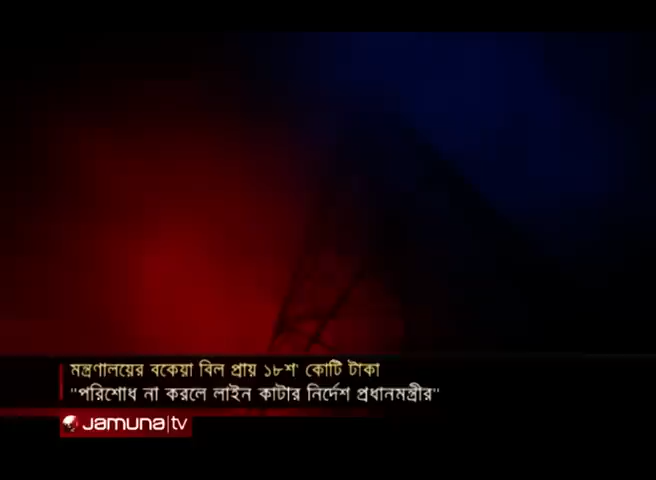 মন্ত্রণালয়ের বকেয়া বিল প্রায় ১৮শ' কোটি টাকা
"পরিশোধ না করলে লাইন কাটার নির্দেশ প্রধানমন্ত্রীর"
Jamuna|tv